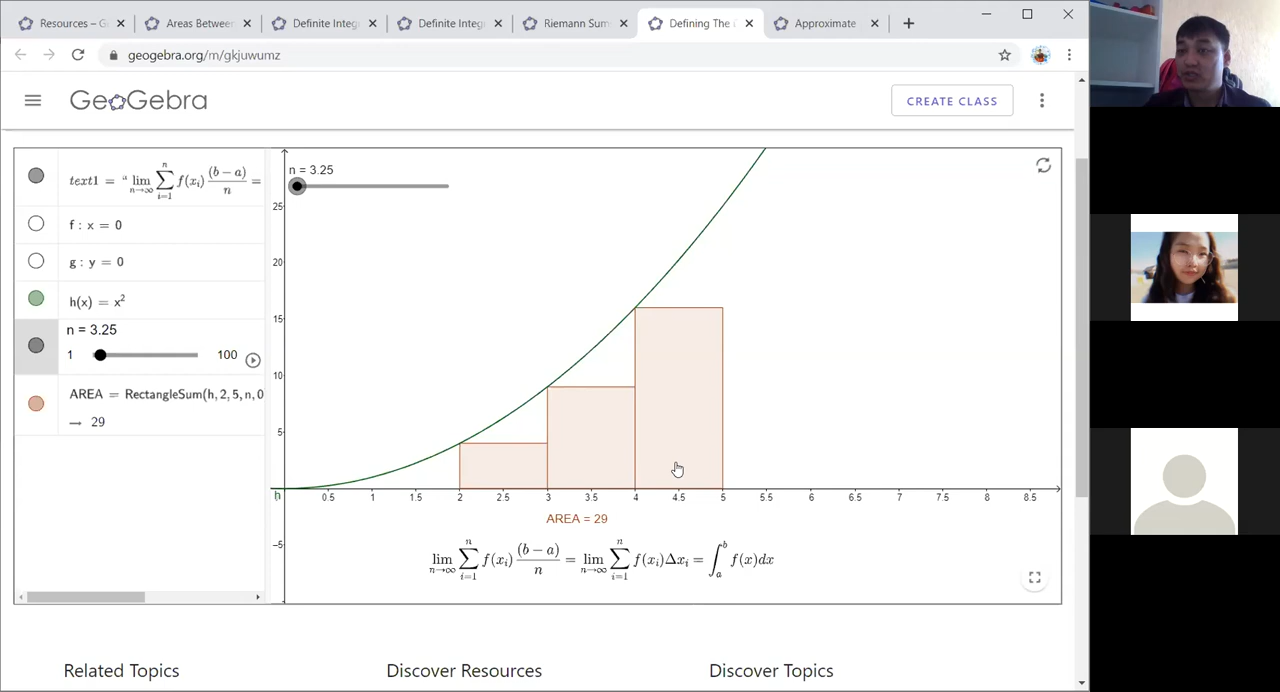 Resources – G
Areas Between
Definite Integ
Definite Integ
Riemann Sum
Defining The
Approximate
geogebra.org/m/gkjuwumz
GeoGebra
CREATE CLASS
text1 = “ lim n→∞ ∑ i=1 n f(x_i) (b − a)/n =
f : x = 0
g : y = 0
h(x) = x²
n = 3.25
1 100
AREA = RectangleSum(h, 2, 5, n, 0
→ 29
n = 3.25
25
20
15
10
5
h 0.5 1 1.5 2 2.5 3 3.5 4 4.5 5 5.5 6 6.5 7 7.5 8 8.5
AREA = 29
−5
lim n→∞ ∑ i=1 n f(x_i) (b − a)/n = lim n→∞ ∑ i=1 n f(x_i)Δx_i = ∫ a b f(x)dx
Related Topics Discover Resources Discover Topics